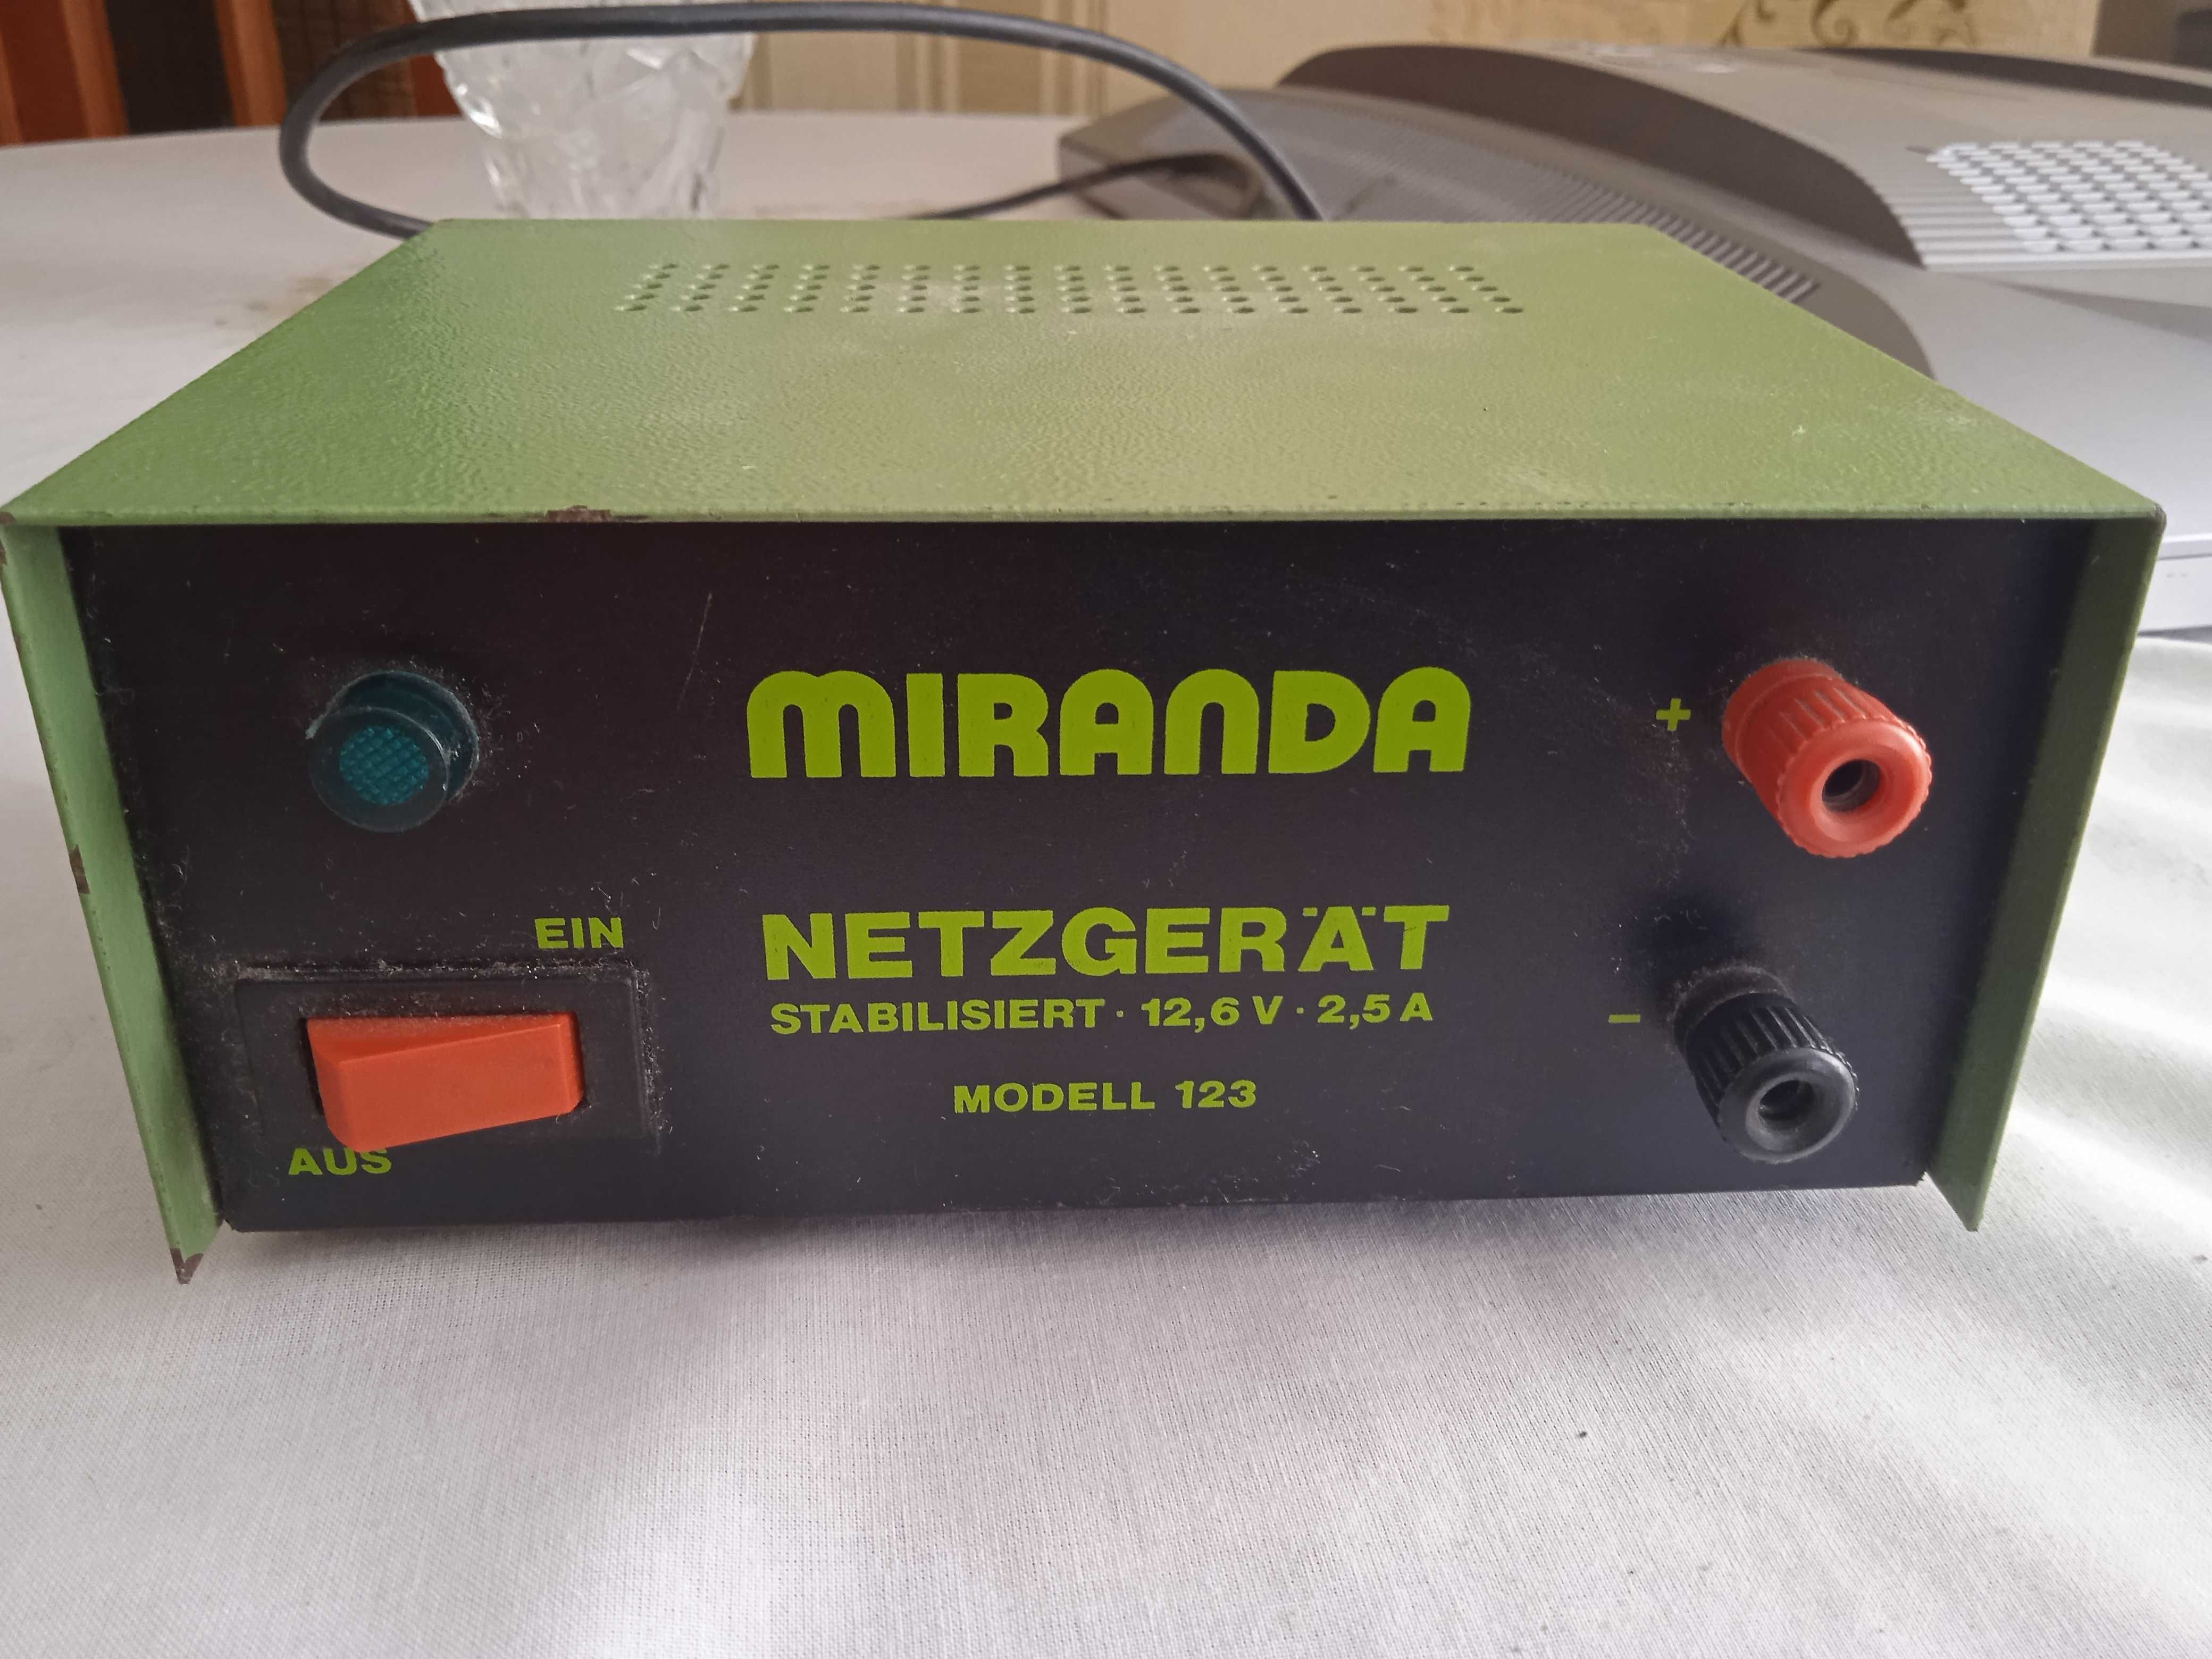 MIRANDA
+
EIN
NETZGERÄT
STABILISIERT · 12,6 V · 2,5 A
−
MODELL 123
AUS